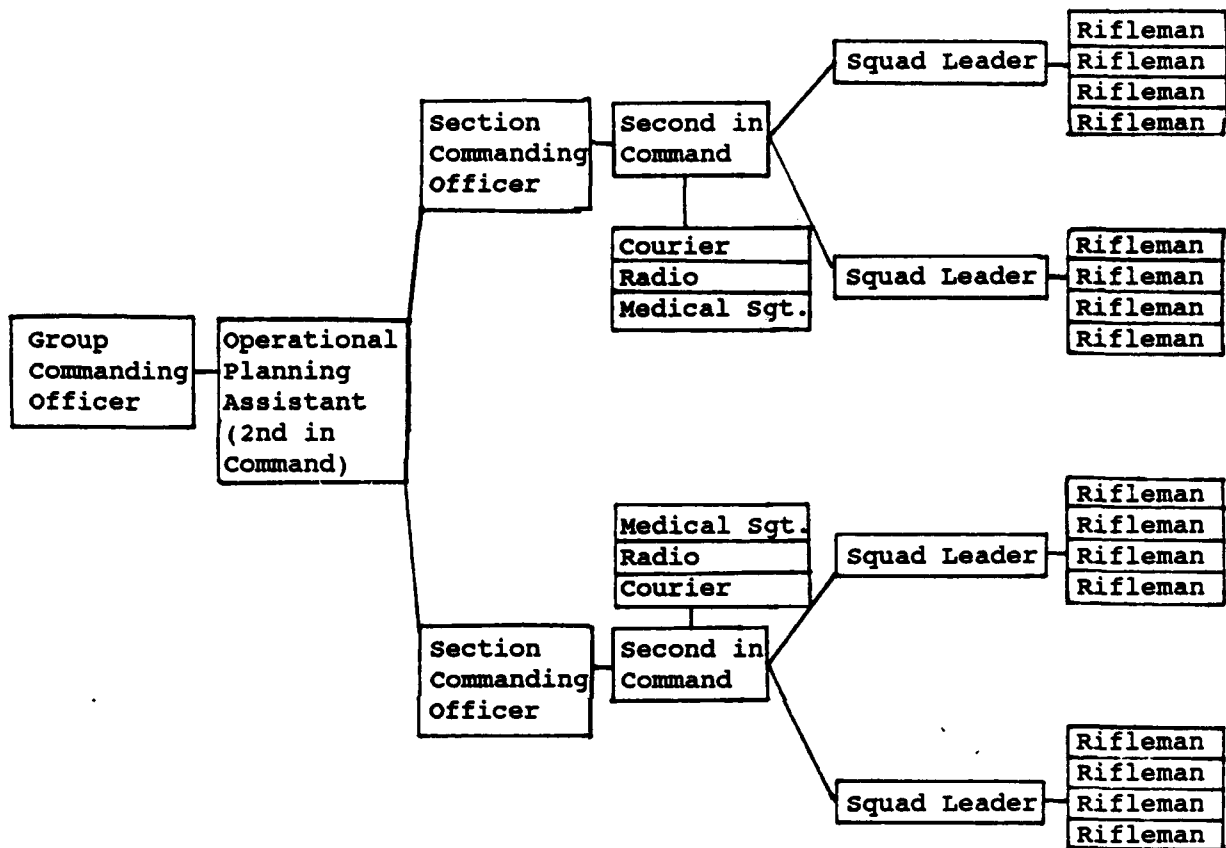 Group
Commanding
Officer
Operational
Planning
Assistant
(2nd in
Command)
Section
Commanding
Officer
Second in
Command
Courier
Radio
Medical Sgt.
Squad Leader
Rifleman
Rifleman
Rifleman
Rifleman
Squad Leader
Rifleman
Rifleman
Rifleman
Rifleman
Section
Commanding
Officer
Medical Sgt.
Radio
Courier
Second in
Command
Squad Leader
Rifleman
Rifleman
Rifleman
Rifleman
Squad Leader
Rifleman
Rifleman
Rifleman
Rifleman